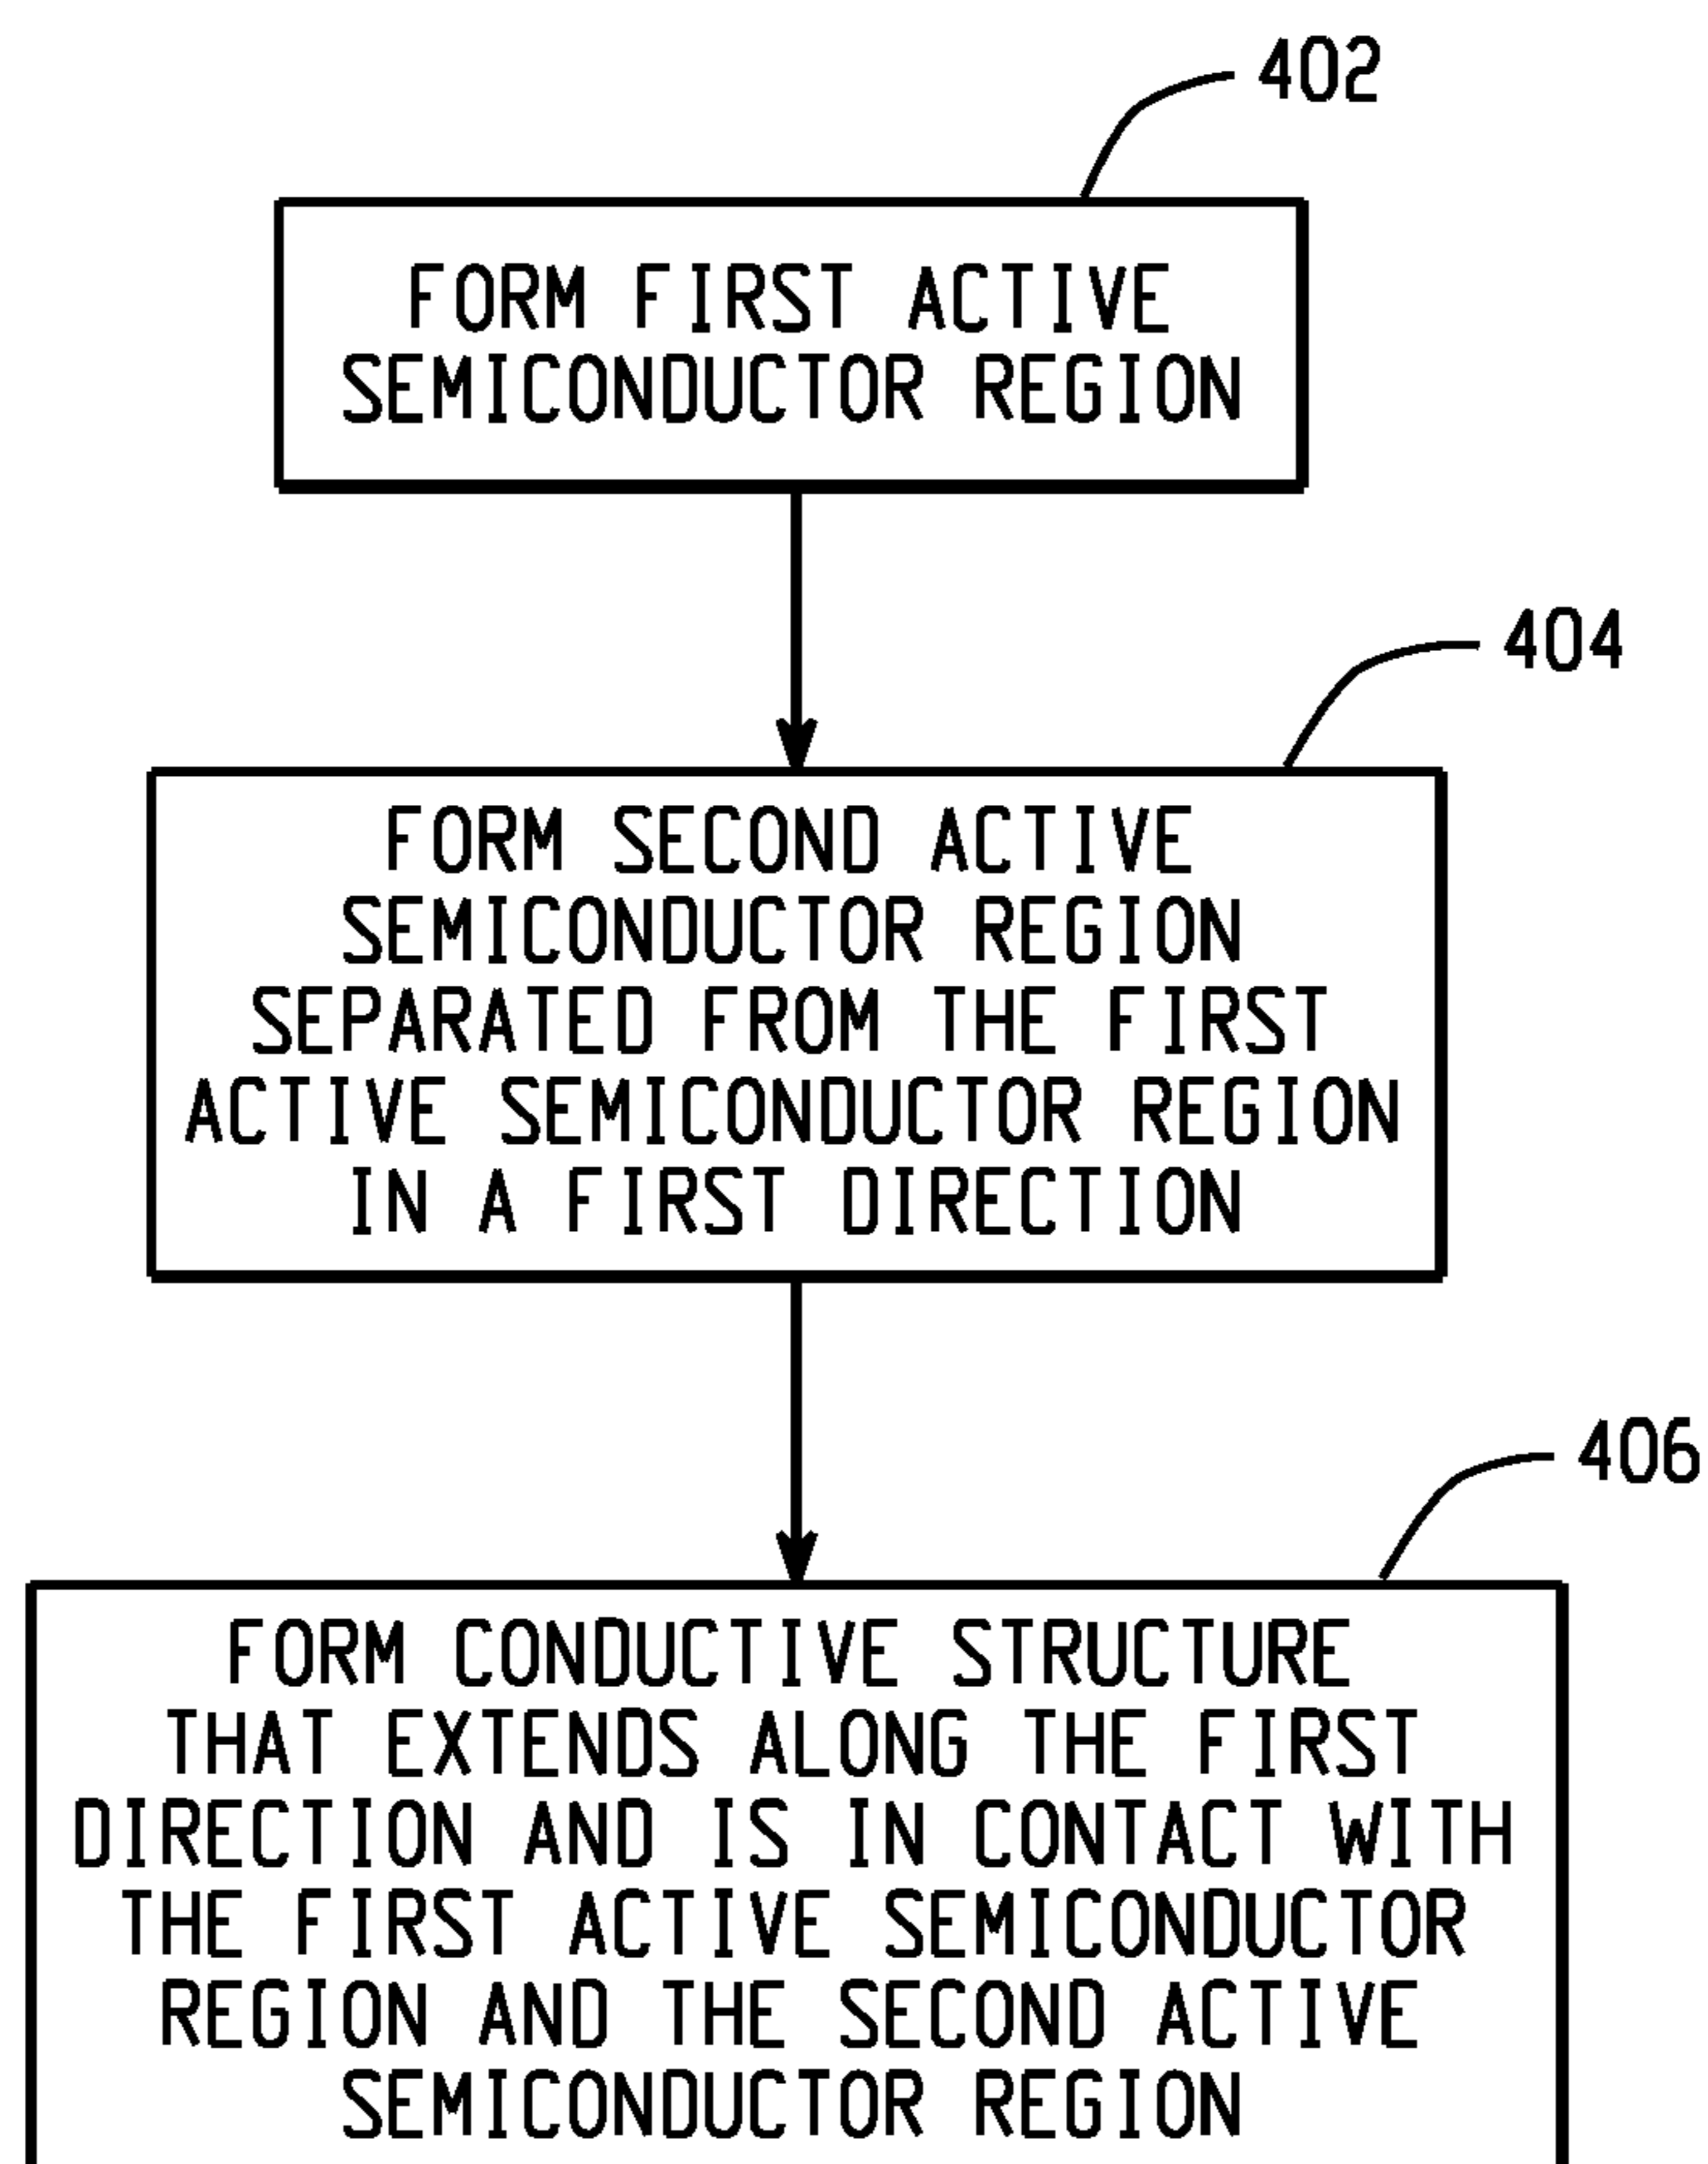 402
FORM FIRST ACTIVE
SEMICONDUCTOR REGION
404
FORM SECOND ACTIVE
SEMICONDUCTOR REGION
SEPARATED FROM THE FIRST
ACTIVE SEMICONDUCTOR REGION
IN A FIRST DIRECTION
406
FORM CONDUCTIVE STRUCTURE
THAT EXTENDS ALONG THE FIRST
DIRECTION AND IS IN CONTACT WITH
THE FIRST ACTIVE SEMICONDUCTOR
REGION AND THE SECOND ACTIVE
SEMICONDUCTOR REGION